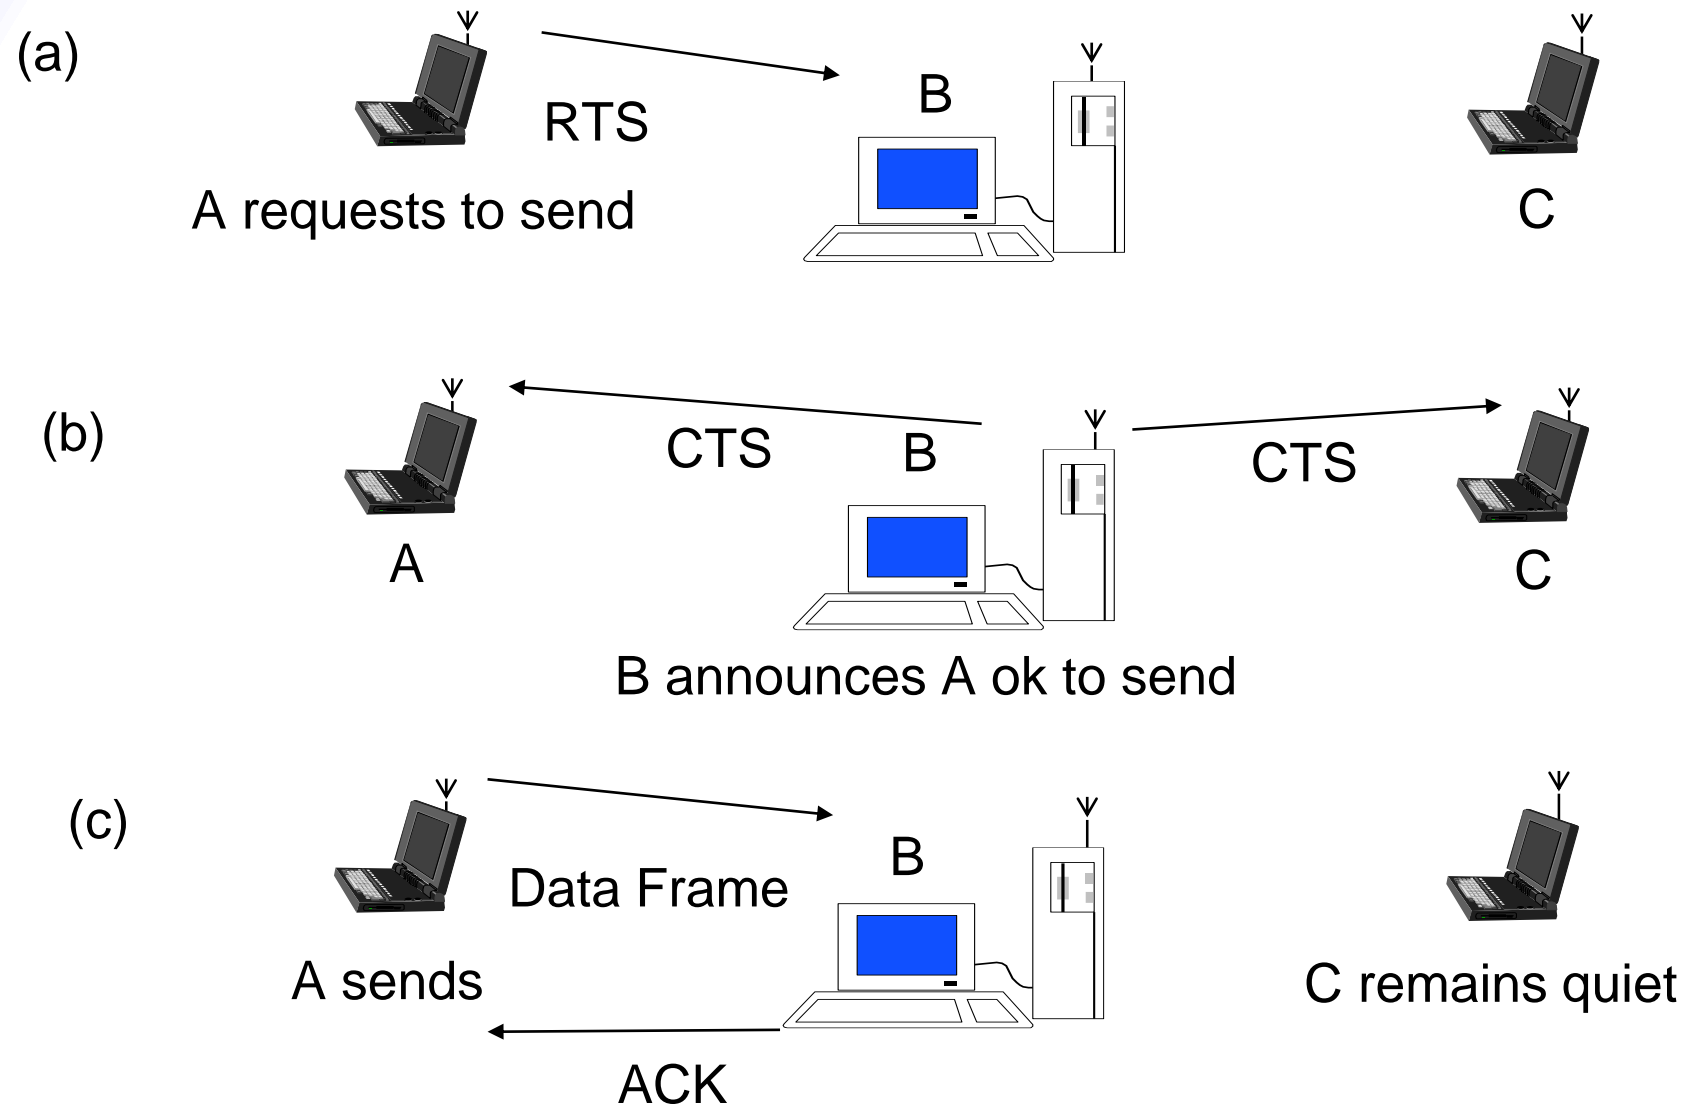 (a)
RTS
B
A requests to send
C
(b)
CTS
B
CTS
A
C
B announces A ok to send
(c)
B
Data Frame
A sends
C remains quiet
ACK